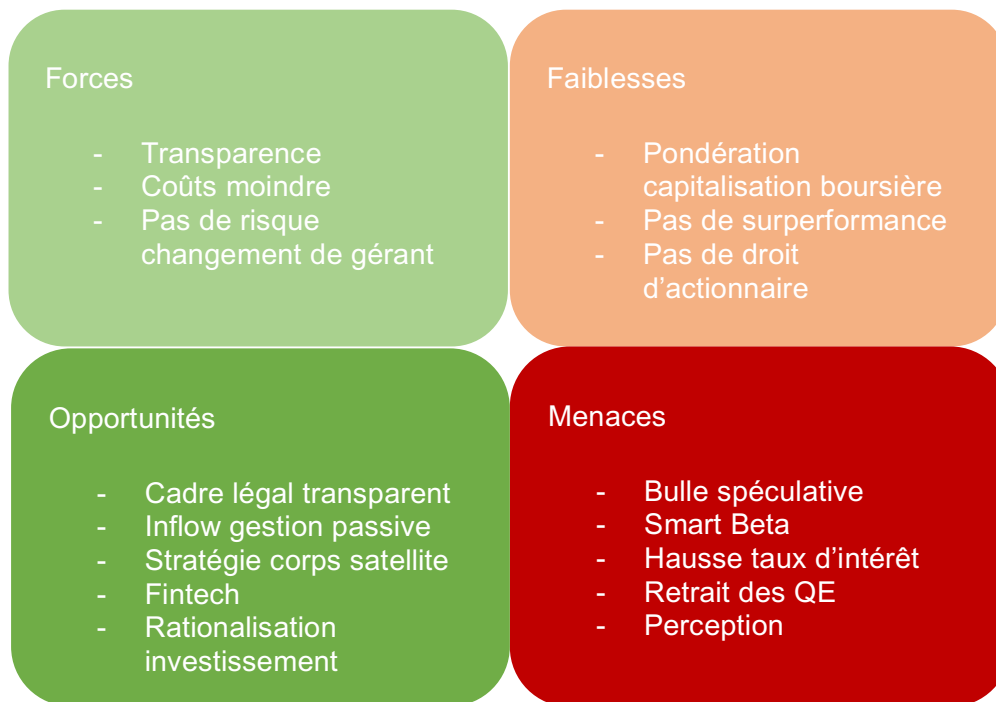 Forces
- Transparence
- Coûts moindre
- Pas de risque
changement de gérant
Faiblesses
- Pondération
capitalisation boursière
- Pas de surperformance
- Pas de droit
d’actionnaire
Opportunités
- Cadre légal transparent
- Inflow gestion passive
- Stratégie corps satellite
- Fintech
- Rationalisation
investissement
Menaces
- Bulle spéculative
- Smart Beta
- Hausse taux d’intérêt
- Retrait des QE
- Perception